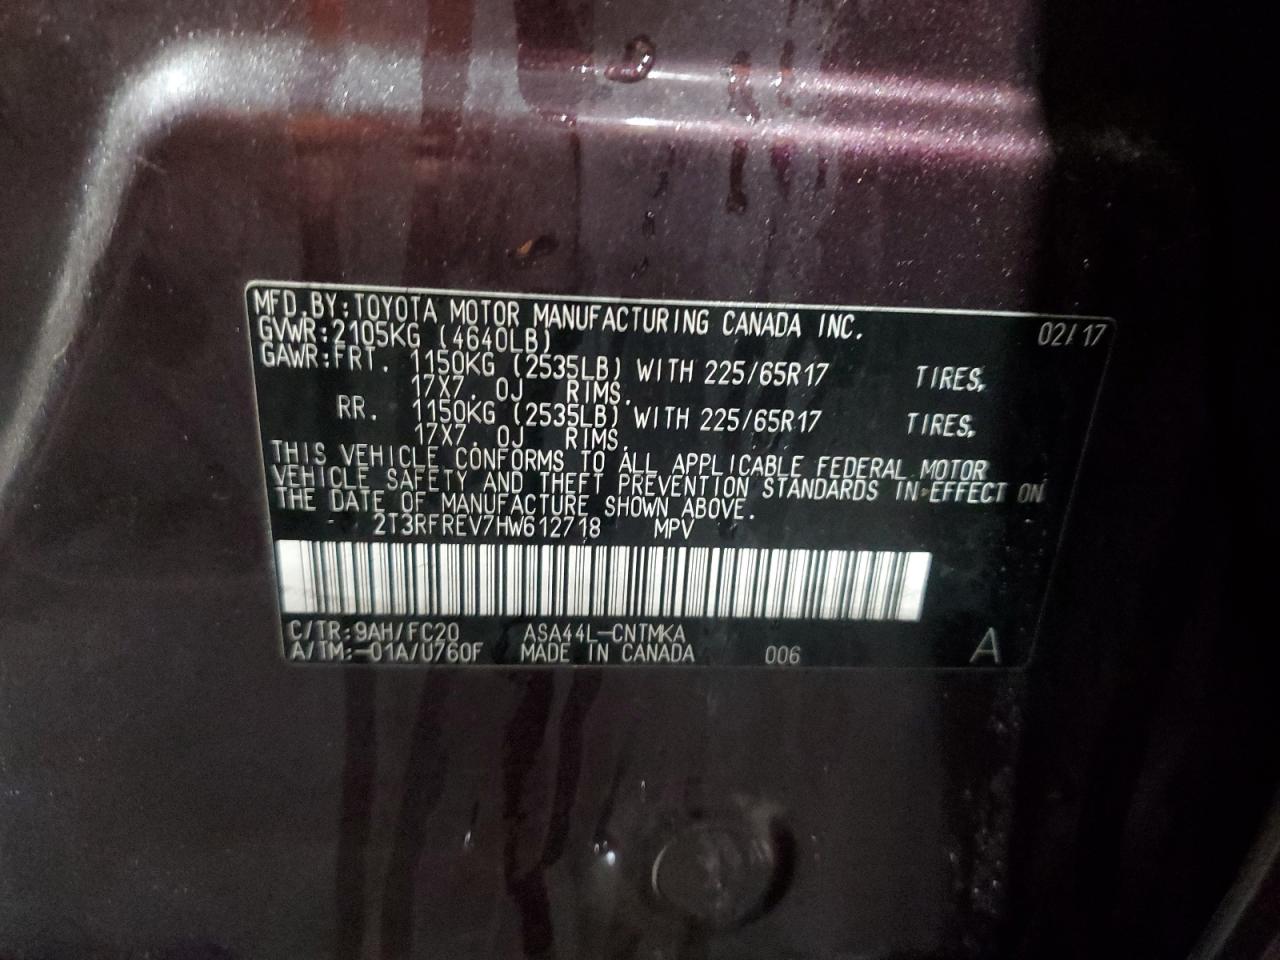 MFD.BY:TOYOTA MOTOR MANUFACTURING CANADA INC. 02/17
GVWR:2105KG (4640LB)
GAWR:FRT. 1150KG (2535LB) WITH 225/65R17 TIRES,
17X7.0J RIMS.
RR. 1150KG (2535LB) WITH 225/65R17 TIRES,
17X7.0J RIMS.
THIS VEHICLE CONFORMS TO ALL APPLICABLE FEDERAL MOTOR
VEHICLE SAFETY AND THEFT PREVENTION STANDARDS IN EFFECT ON
THE DATE OF MANUFACTURE SHOWN ABOVE.
2T3RFREV7HW612718 MPV
C/TR:9AH/FC20 ASA44L-CNTMKA
A/TM:-01A/U760F MADE IN CANADA 006 A